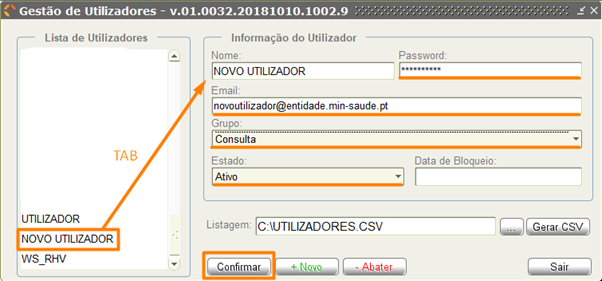 Gestão de Utilizadores - v.01.0032.20181010.1002.9
Lista de Utilizadores
UTILIZADOR
NOVO UTILIZADOR
WS_RHV
TAB
Informação do Utilizador
Nome:
Password:
NOVO UTILIZADOR
**********
Email:
novoutilizador@entidade.min-saude.pt
Grupo:
Consulta
Estado:
Data de Bloqueio:
Ativo
Listagem:
C:\UTILIZADORES.CSV
...
Gerar CSV
Confirmar
+ Novo
- Abater
Sair